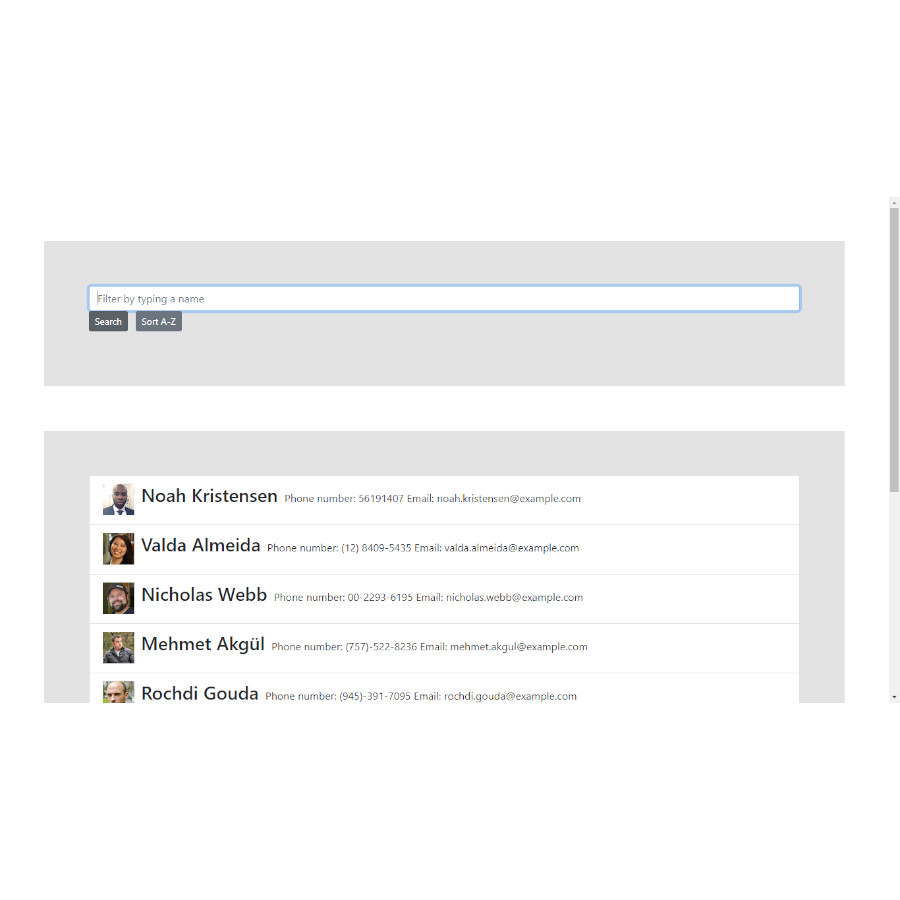 Filter by typing a name
Search Sort A-Z
Noah Kristensen Phone number: 56191407 Email: noah.kristensen@example.com
Valda Almeida Phone number: (12) 8409-5435 Email: valda.almeida@example.com
Nicholas Webb Phone number: 00-2293-6195 Email: nicholas.webb@example.com
Mehmet Akgül Phone number: (757)-522-8236 Email: mehmet.akgul@example.com
Rochdi Gouda Phone number: (945)-391-7095 Email: rochdi.gouda@example.com